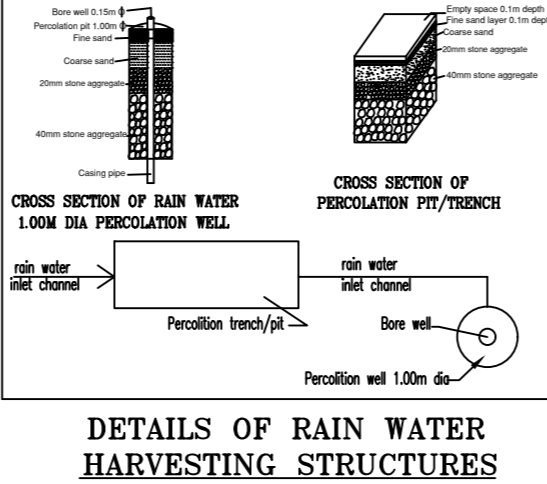 Bore well 0.15m ϕ
Percolation pit 1.00m ϕ
Fine sand
Coarse sand
20mm stone aggregate
40mm stone aggregate
Casing pipe
CROSS SECTION OF RAIN WATER
1.00M DIA PERCOLATION WELL
Empty space 0.1m depth
Fine sand layer 0.1m dept
Coarse sand
20mm stone aggregate
40mm stone aggregate
CROSS SECTION OF
PERCOLATION PIT/TRENCH
rain water
inlet channel
Percolition trench/pit
rain water
inlet channel
Bore well
Percolition well 1.00m dia
DETAILS OF RAIN WATER
HARVESTING STRUCTURES